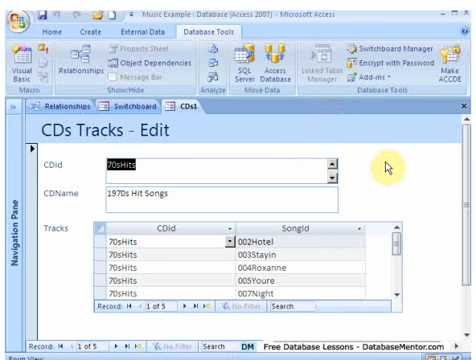 Music Example : Database (Access 2007) - Microsoft Access
Home Create External Data Database Tools
Visual Basic
Macro
Relationships
Property Sheet
Object Dependencies
Message Bar
Show/Hide
Analyze
SQL Server
Access Database
Move Data
Linked Table Manager
Switchboard Manager
Encrypt with Password
Add-ins
Make ACCDE
Database Tools
Relationships Switchboard CDs1
CDs Tracks - Edit
CDid 70sHits
CDName 1970s Hit Songs
Tracks CDid SongId
70sHits 002Hotel
70sHits 003Stayin
70sHits 004Roxanne
70sHits 005Youre
70sHits 007Night
Record: 1 of 5 No Filter Search
Navigation Pane
Record: 1 of 5 No Filter Search DM Free Database Lessons - DatabaseMentor.com
Form View